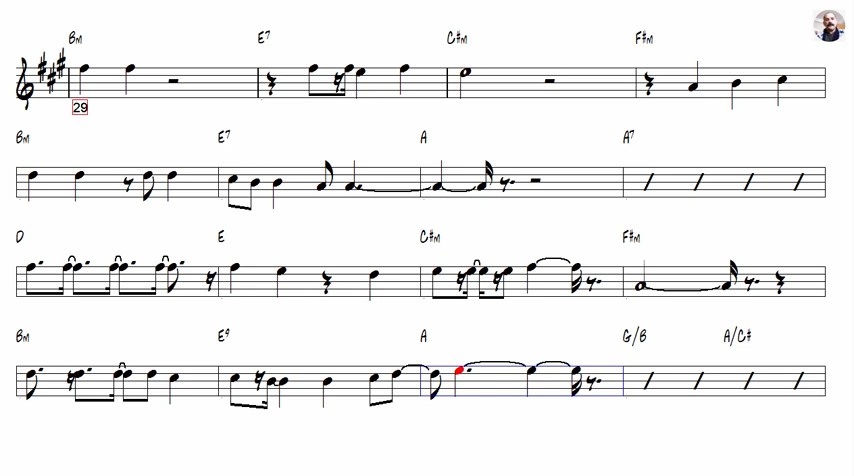 Bm E7 C#m F#m
29
Bm E7 A A7
D E C#m F#m
Bm E9 A G/B A/C#